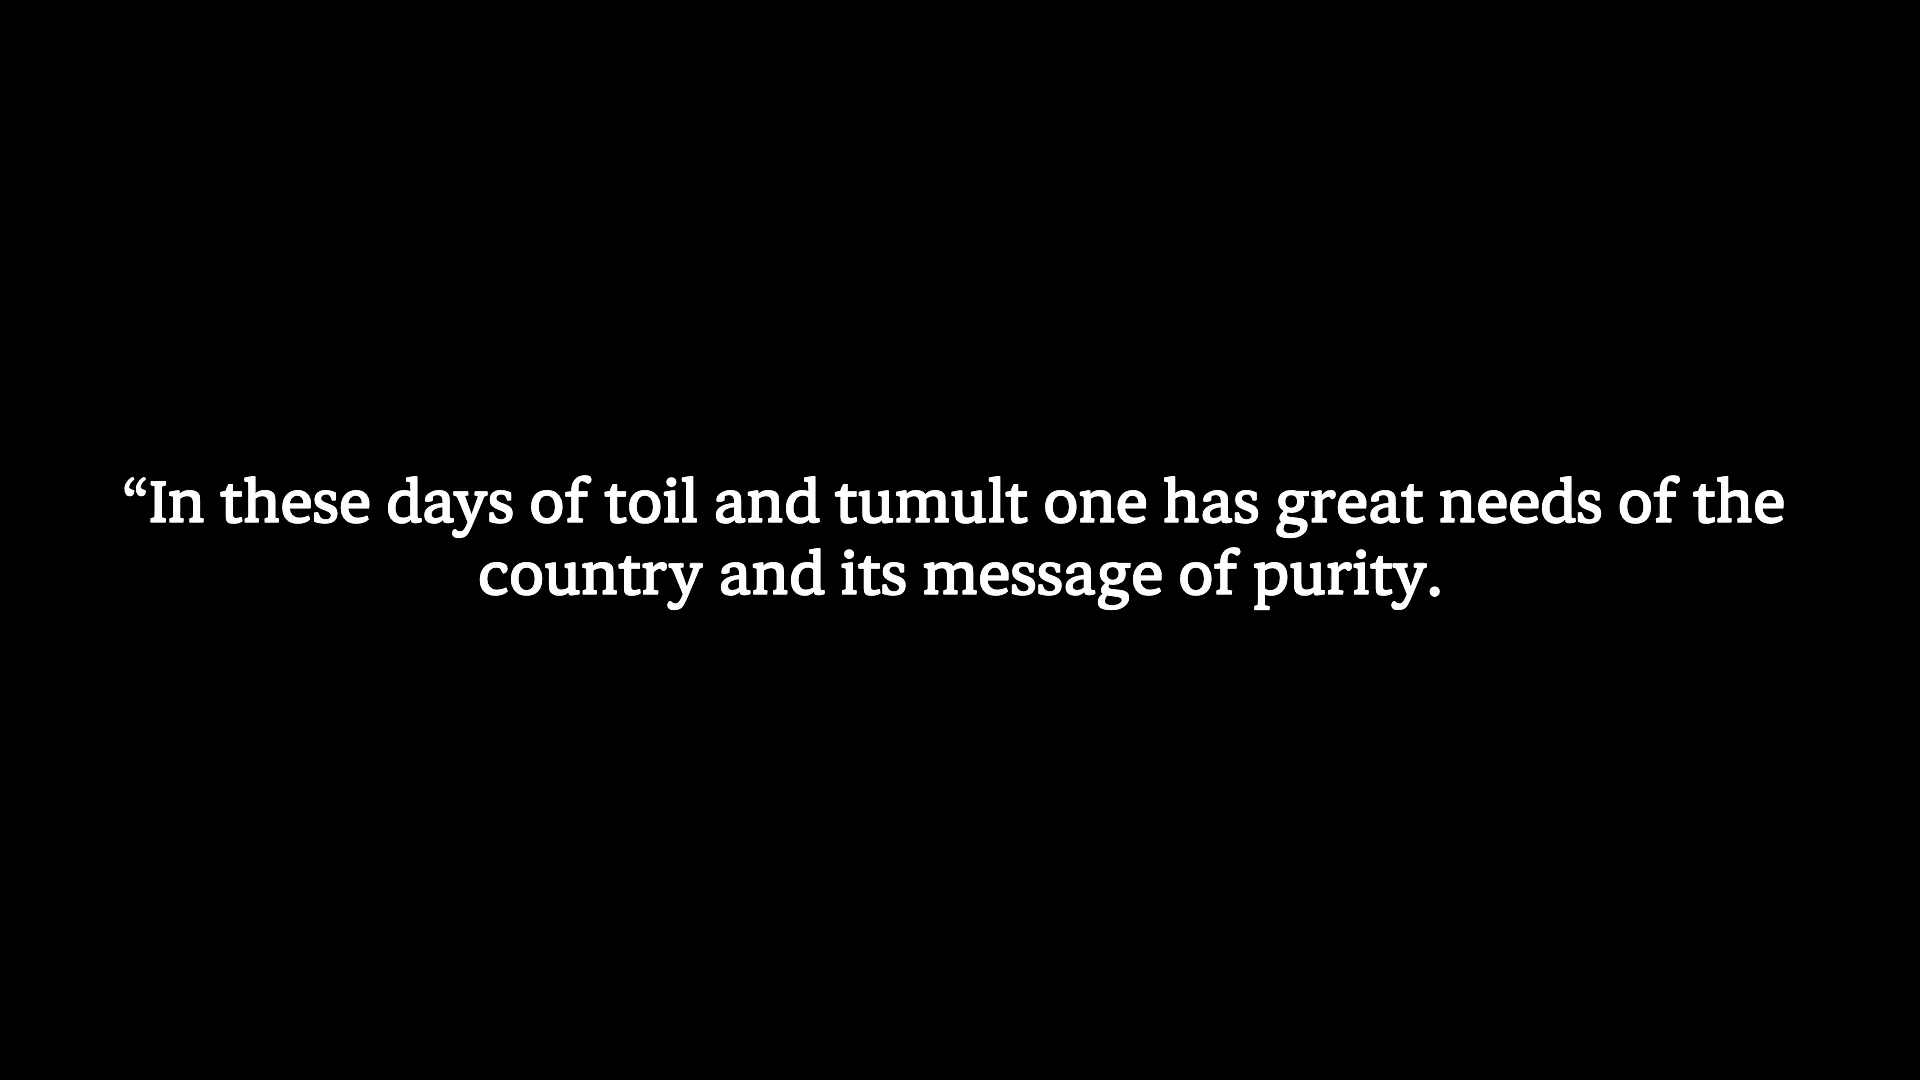 “In these days of toil and tumult one has great needs of the
country and its message of purity.